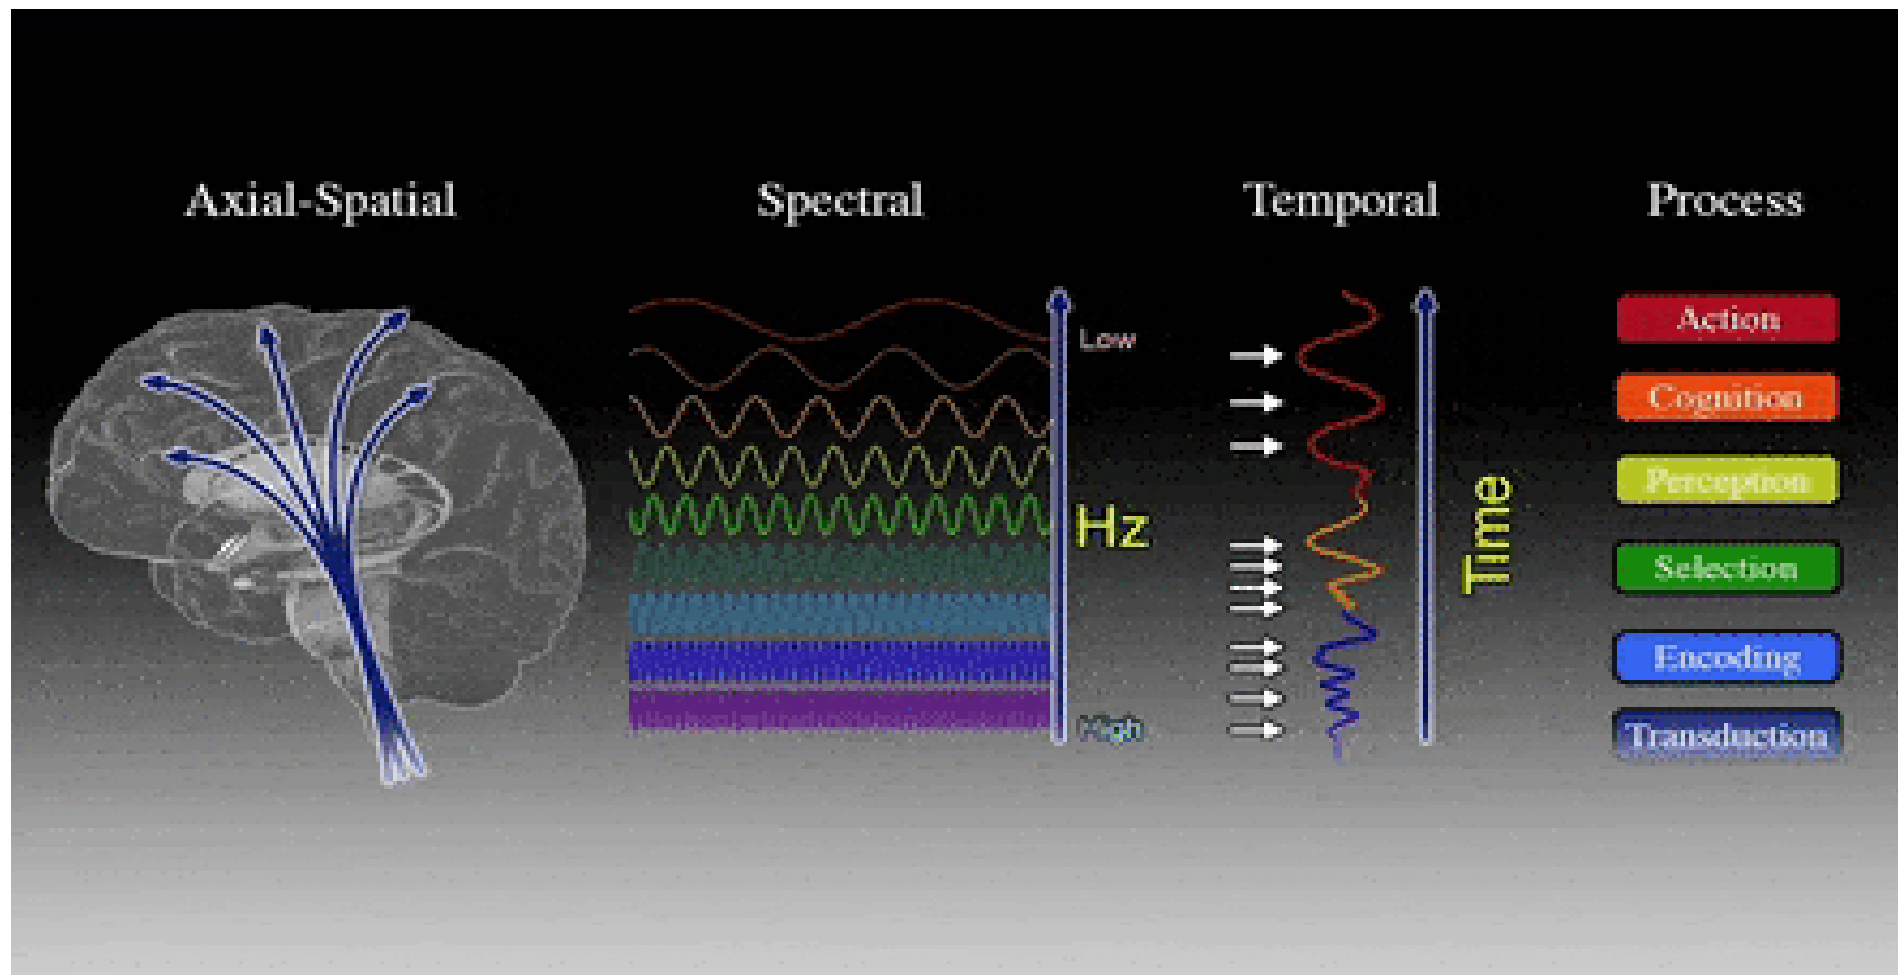 Axial-Spatial
Spectral
Temporal
Process
Low
Hz
High
Time
Action
Cognition
Perception
Selection
Encoding
Transduction